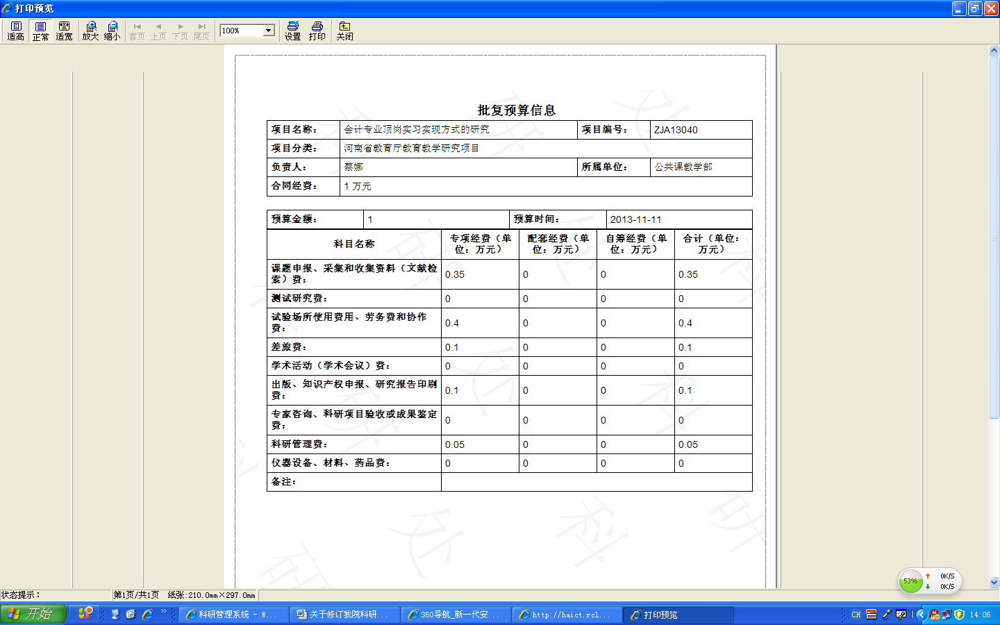 打印预览
适高 正常 适宽 放大 缩小 首页 上页 下页 尾页 100% 设置 打印 关闭
批复预算信息
项目名称： 会计专业顶岗实习实现方式的研究 项目编号： ZJA13040
项目分类： 河南省教育厅教育教学研究项目
负责人： 蔡娜 所属单位： 公共课教学部
合同经费： 1 万元
预算金额： 1 预算时间： 2013-11-11
科目名称 专项经费（单位：万元） 配套经费（单位：万元） 自筹经费（单位：万元） 合计（单位：万元）
课题申报、采集和收集资料（文献检
索）费： 0.35 0 0 0.35
测试研究费： 0 0 0 0
试验场所使用费用、劳务费和协作
费： 0.4 0 0 0.4
差旅费： 0.1 0 0 0.1
学术活动（学术会议）费： 0 0 0 0
出版、知识产权申报、研究报告印刷
费： 0.1 0 0 0.1
专家咨询、科研项目验收或成果鉴定
费： 0 0 0 0
科研管理费： 0.05 0 0 0.05
仪器设备、材料、药品费： 0 0 0 0
备注：
53% 0K/S
0K/S
状态提示： 第1页/共1页 纸张:210.0mm×297.0mm
开始 科研管理系统 - W... 关于修订我院科研... 360导航_新一代安... http://haict.rcl... 打印预览 CH 14:06